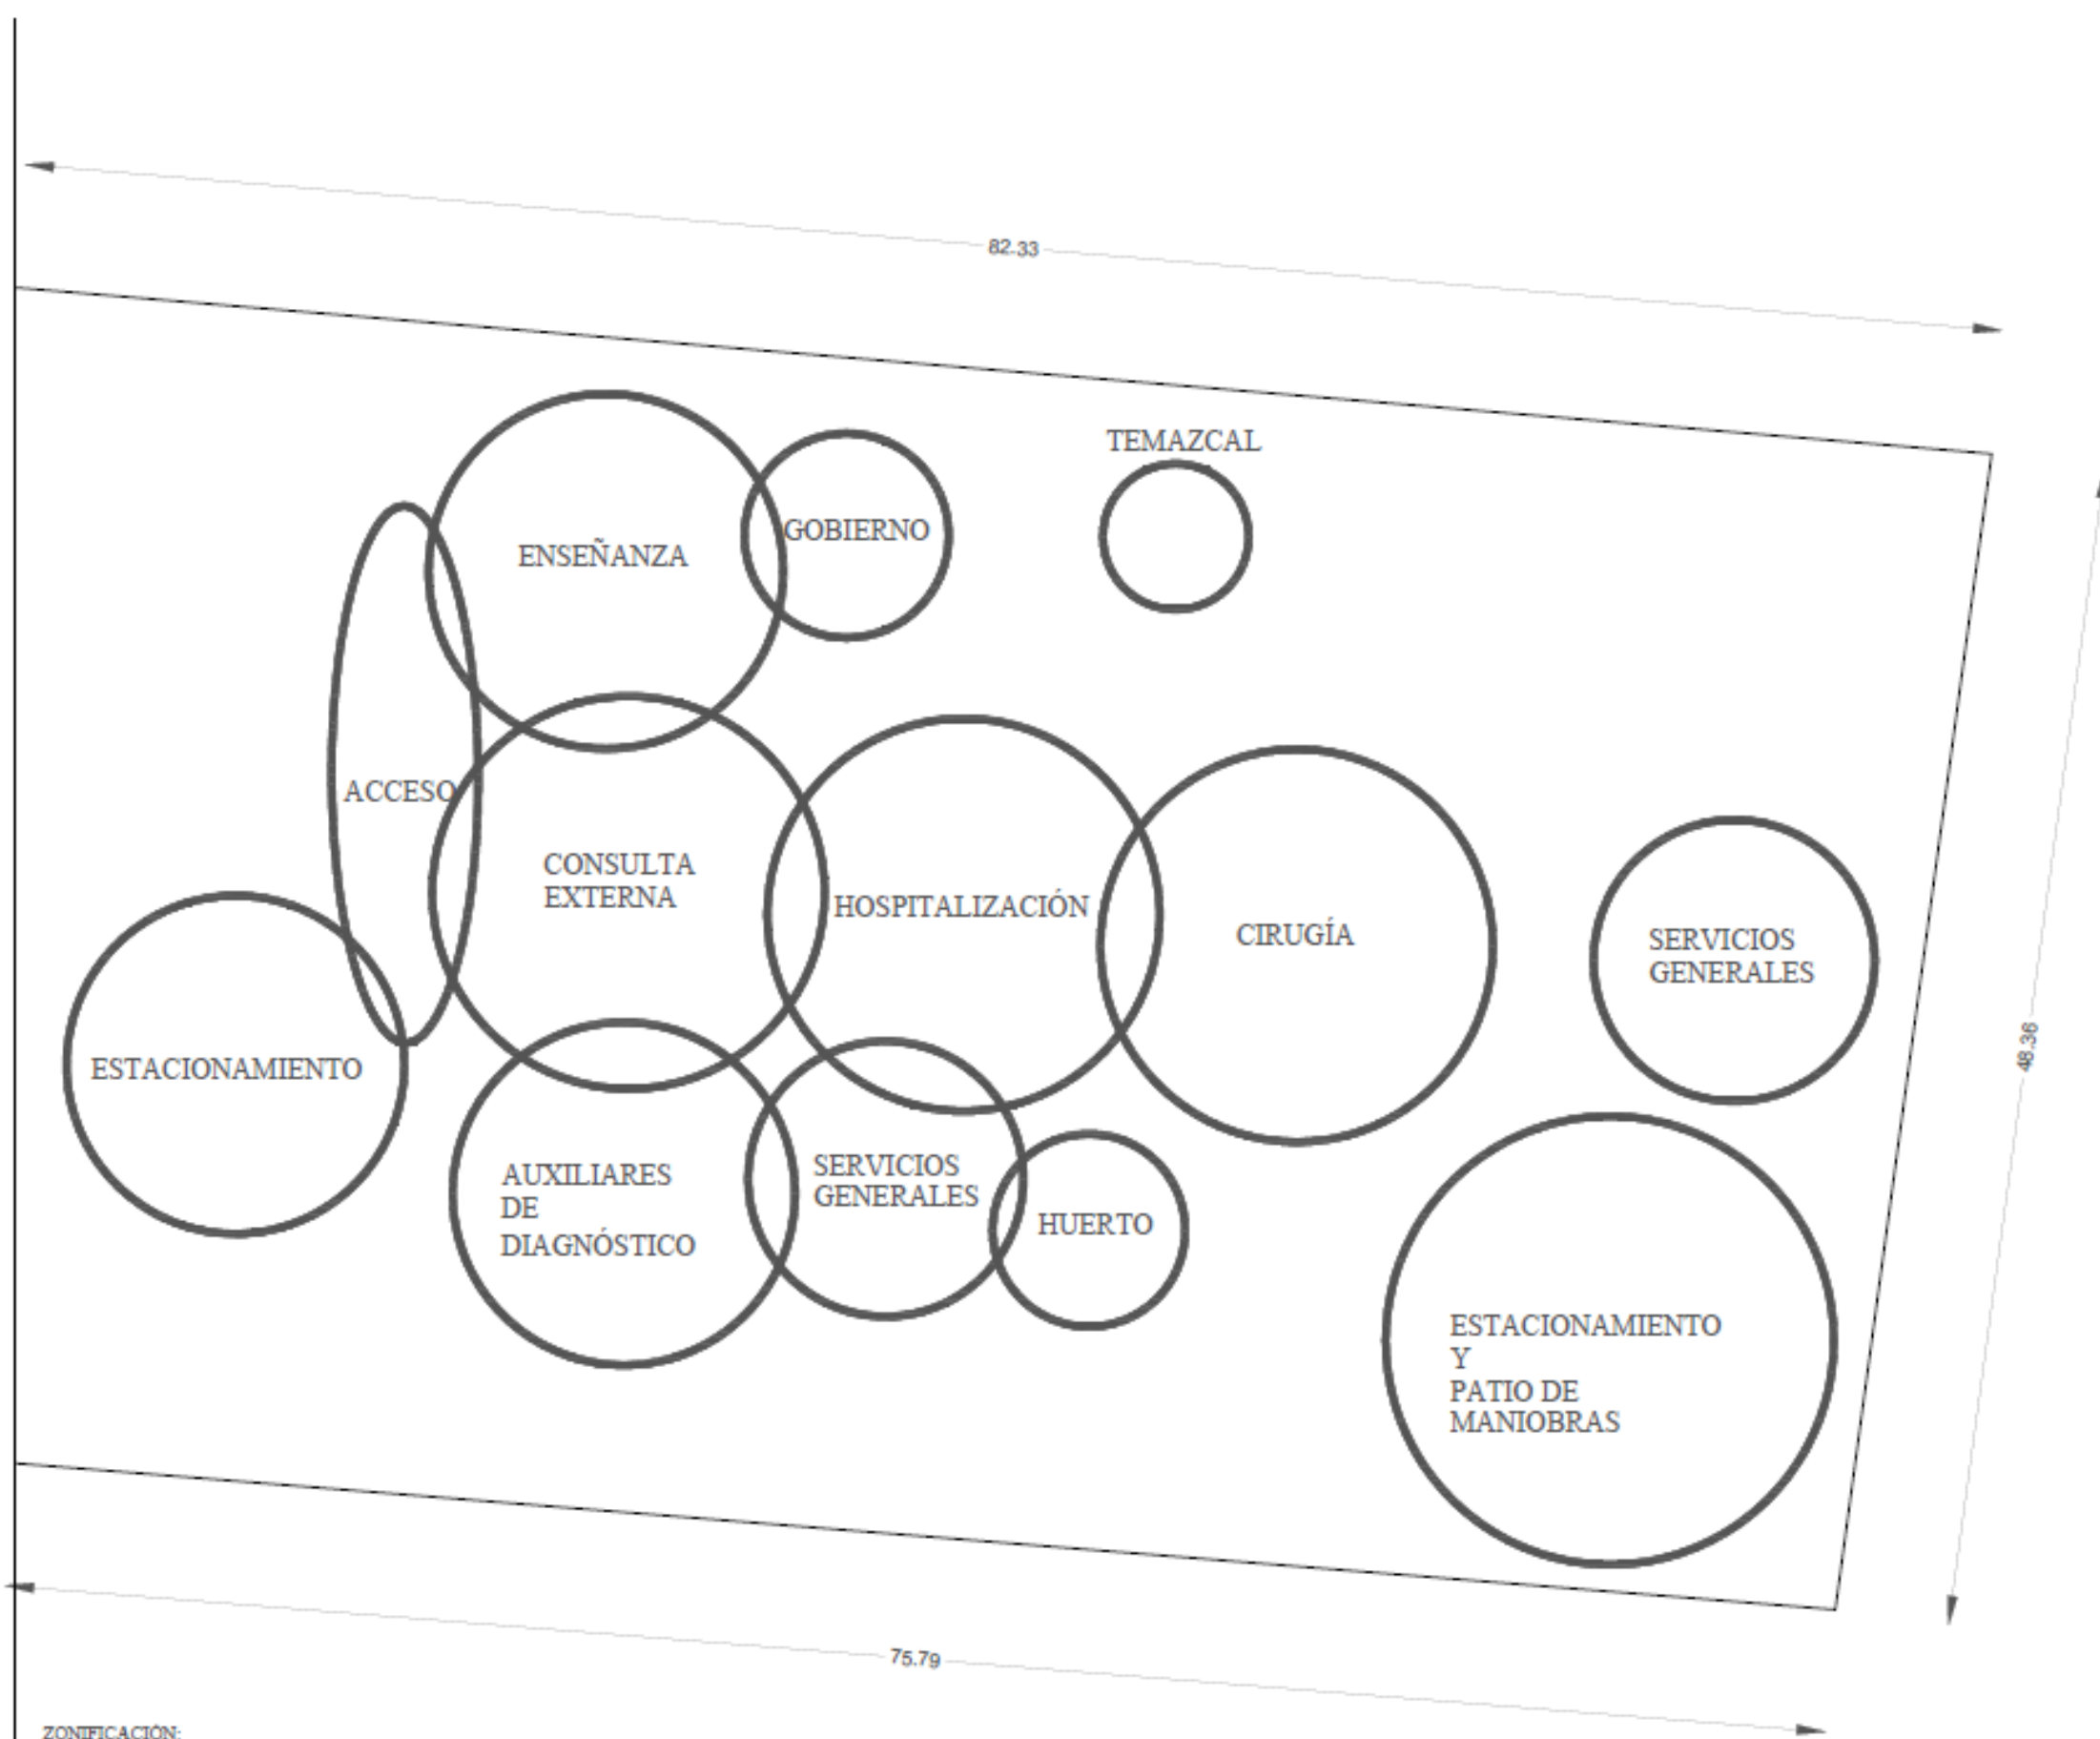 82.33
TEMAZCAL
GOBIERNO
ENSEÑANZA
ACCESO
CONSULTA
EXTERNA
HOSPITALIZACIÓN
CIRUGÍA
SERVICIOS
GENERALES
48.36
ESTACIONAMIENTO
AUXILIARES
DE
DIAGNÓSTICO
SERVICIOS
GENERALES
HUERTO
ESTACIONAMIENTO
Y
PATIO DE
MANIOBRAS
75.79
ZONIFICACIÓN: